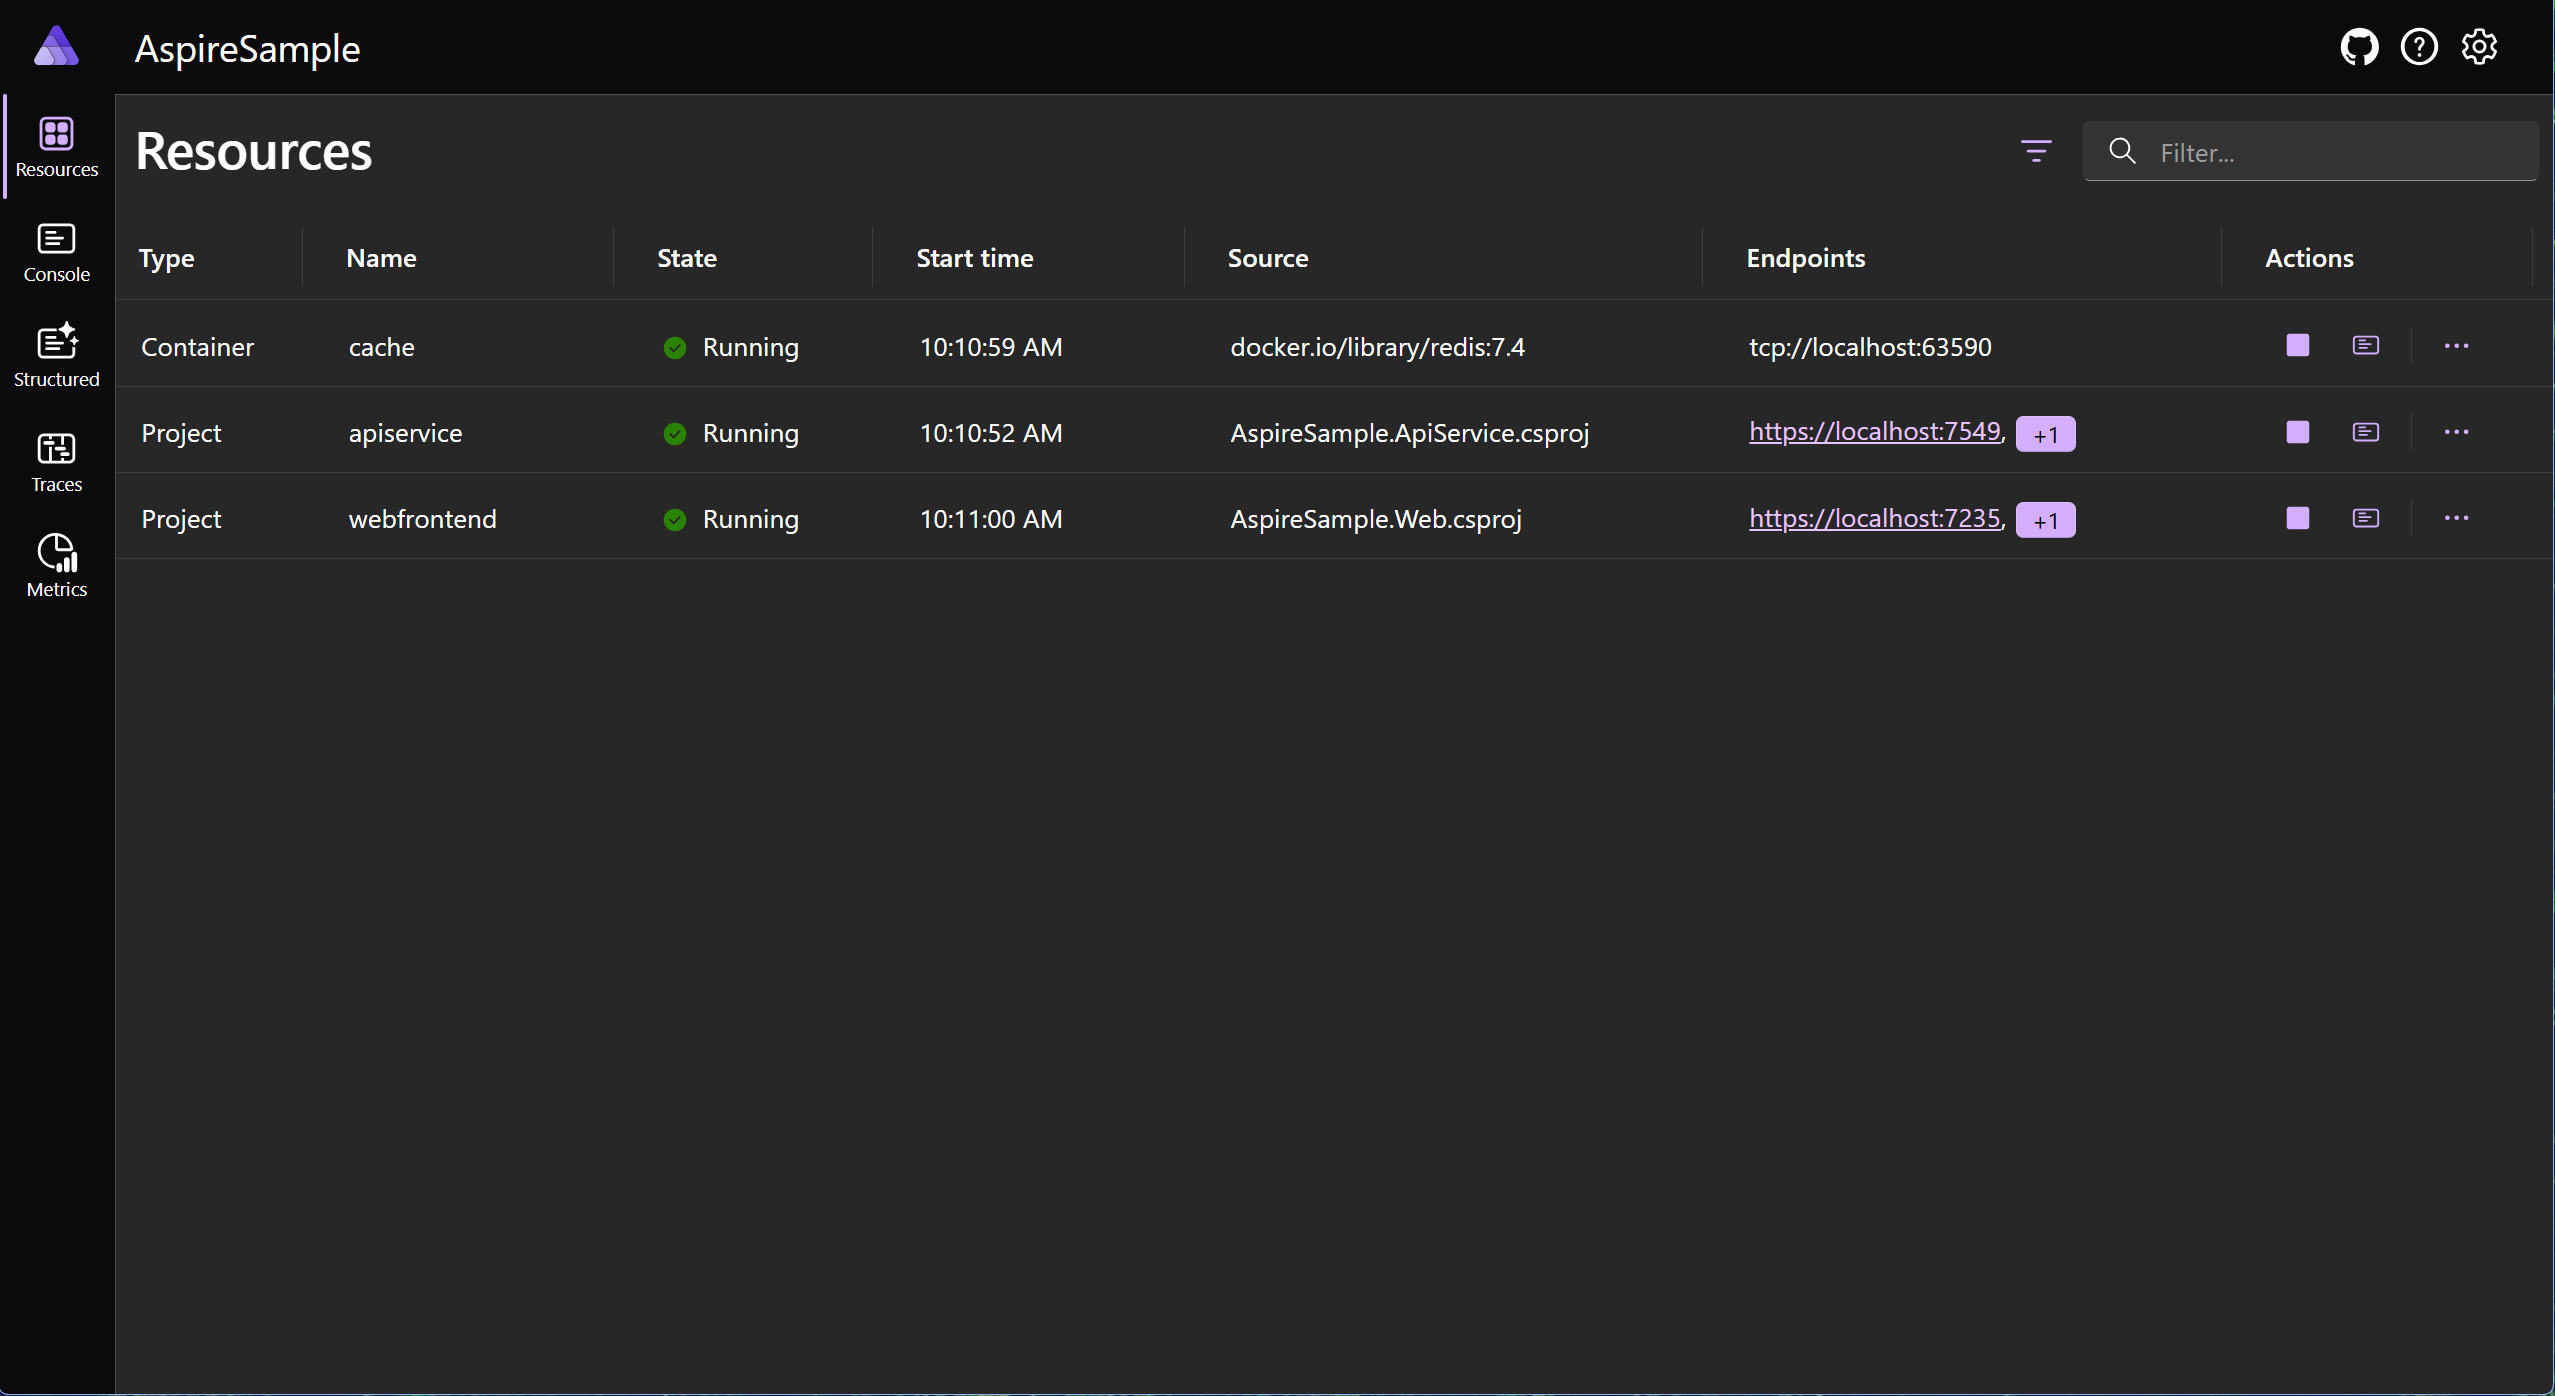 AspireSample
Resources
Console
Structured
Traces
Metrics
Resources
Filter...
Type Name State Start time Source Endpoints Actions
Container cache Running 10:10:59 AM docker.io/library/redis:7.4 tcp://localhost:63590
Project apiservice Running 10:10:52 AM AspireSample.ApiService.csproj https://localhost:7549, +1
Project webfrontend Running 10:11:00 AM AspireSample.Web.csproj https://localhost:7235, +1